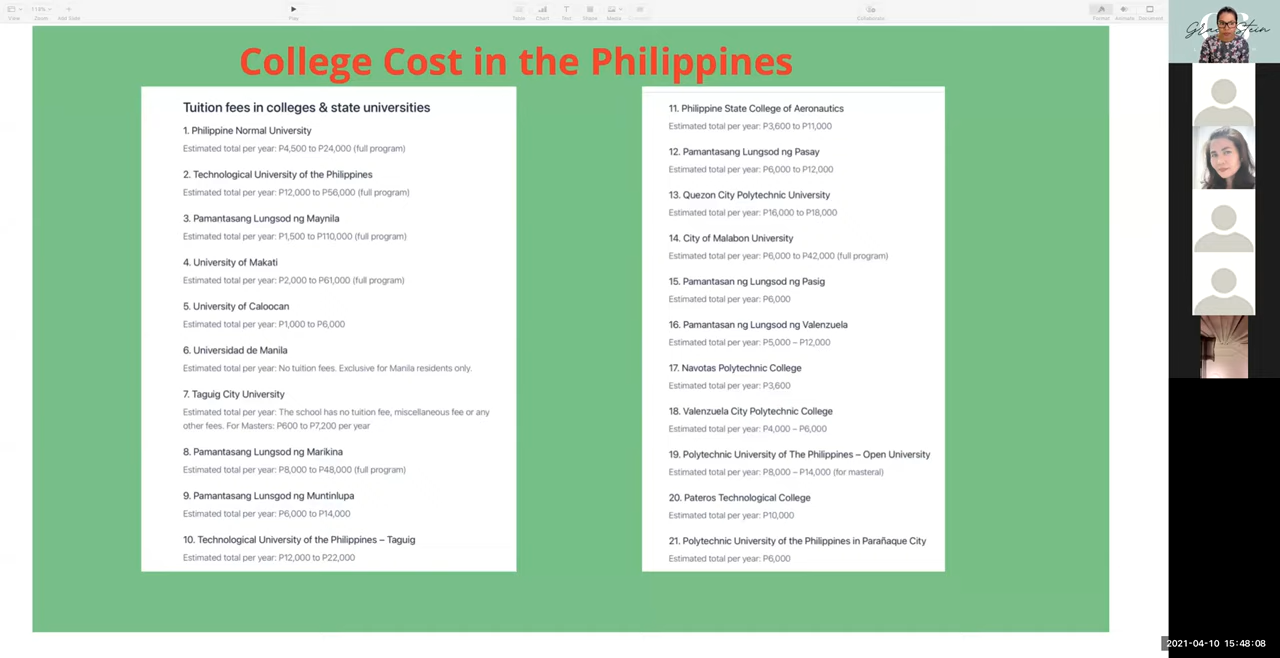 View
Zoom
Add Slide
Play
Table
Chart
Text
Shape
Media
Collaborate
Format
Animate
Document
College Cost in the Philippines
Tuition fees in colleges & state universities
1. Philippine Normal University
Estimated total per year: P4,500 to P24,000 (full program)
2. Technological University of the Philippines
Estimated total per year: P12,000 to P56,000 (full program)
3. Pamantasang Lungsod ng Maynila
Estimated total per year: P1,500 to P110,000 (full program)
4. University of Makati
Estimated total per year: P2,000 to P61,000 (full program)
5. University of Caloocan
Estimated total per year: P1,000 to P6,000
6. Universidad de Manila
Estimated total per year: No tuition fees. Exclusive for Manila residents only.
7. Taguig City University
Estimated total per year: The school has no tuition fee, miscellaneous fee or any
other fees. For Masters: P600 to P7,200 per year
8. Pamantasang Lungsod ng Marikina
Estimated total per year: P8,000 to P48,000 (full program)
9. Pamantasang Lunsgod ng Muntinlupa
Estimated total per year: P6,000 to P14,000
10. Technological University of the Philippines – Taguig
Estimated total per year: P12,000 to P22,000
11. Philippine State College of Aeronautics
Estimated total per year: P3,600 to P11,000
12. Pamantasang Lungsod ng Pasay
Estimated total per year: P6,000 to P12,000
13. Quezon City Polytechnic University
Estimated total per year: P16,000 to P18,000
14. City of Malabon University
Estimated total per year: P6,000 to P42,000 (full program)
15. Pamantasan ng Lungsod ng Pasig
Estimated total per year: P6,000
16. Pamantasan ng Lungsod ng Valenzuela
Estimated total per year: P5,000 – P12,000
17. Navotas Polytechnic College
Estimated total per year: P3,600
18. Valenzuela City Polytechnic College
Estimated total per year: P4,000 – P6,000
19. Polytechnic University of The Philippines – Open University
Estimated total per year: P8,000 – P14,000 (for masteral)
20. Pateros Technological College
Estimated total per year: P10,000
21. Polytechnic University of the Philippines in Parañaque City
Estimated total per year: P6,000
2021-04-10 15:48:08